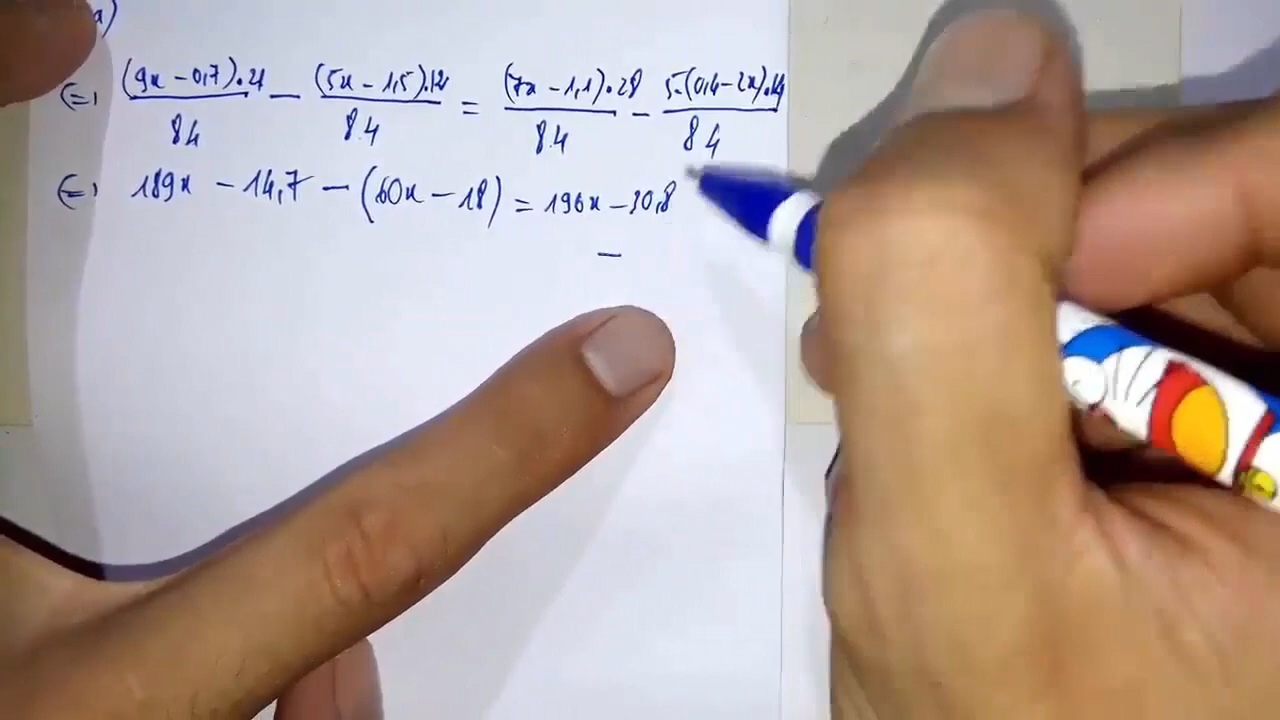 a)
(=) (9x - 0,7).21/84 - (5x - 1,5).12/84 = (7x - 1,1).28/84 - 5.(0,4 - 2x).14/84
(=) 189x - 14,7 - (60x - 18) = 196x - 30,8
-